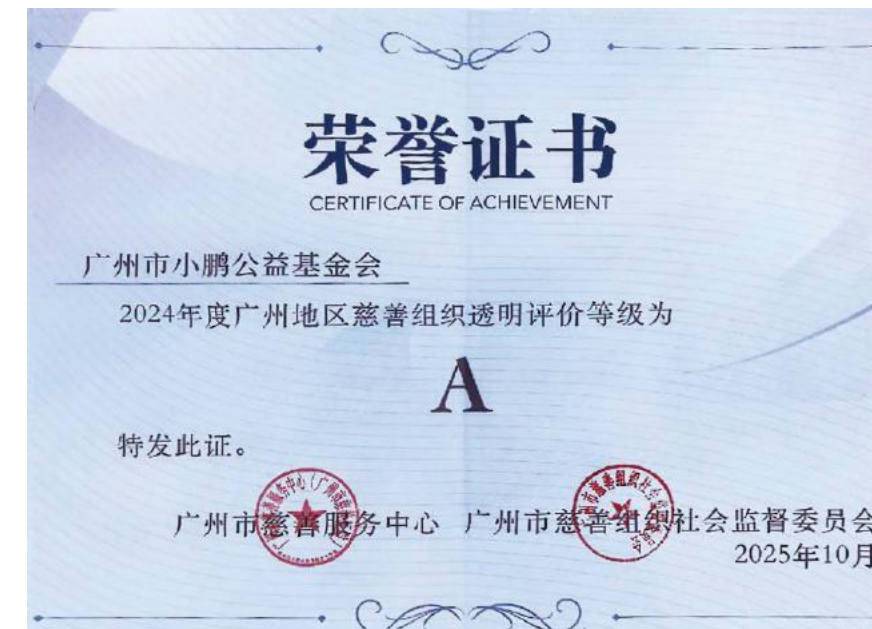 荣誉证书
CERTIFICATE OF ACHIEVEMENT
广州市小鹏公益基金会
2024年度广州地区慈善组织透明评价等级为
A
特发此证。
广州市慈善服务中心 广州市慈善组织社会监督委员会
2025年10月